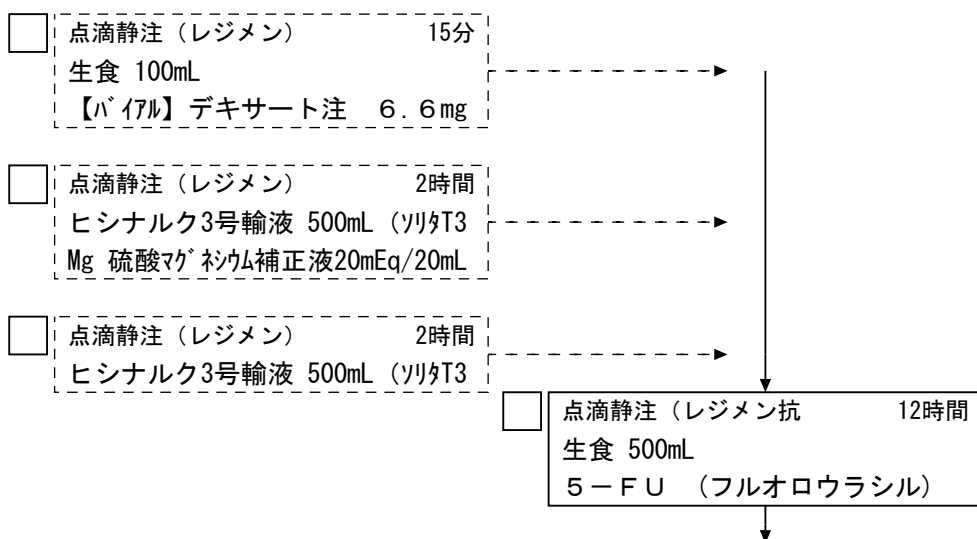 点滴静注（レジメン） 15分
生食 100mL
【ﾊﾞｲｱﾙ】デキサート注 ６.６mg
点滴静注（レジメン） 2時間
ヒシナルク3号輸液 500mL（ｿﾘﾀT3
Mg 硫酸ﾏｸﾞﾈｼｳﾑ補正液20mEq/20mL
点滴静注（レジメン） 2時間
ヒシナルク3号輸液 500mL（ｿﾘﾀT3
点滴静注（レジメン抗 12時間
生食 500mL
５－ＦＵ （フルオロウラシル）